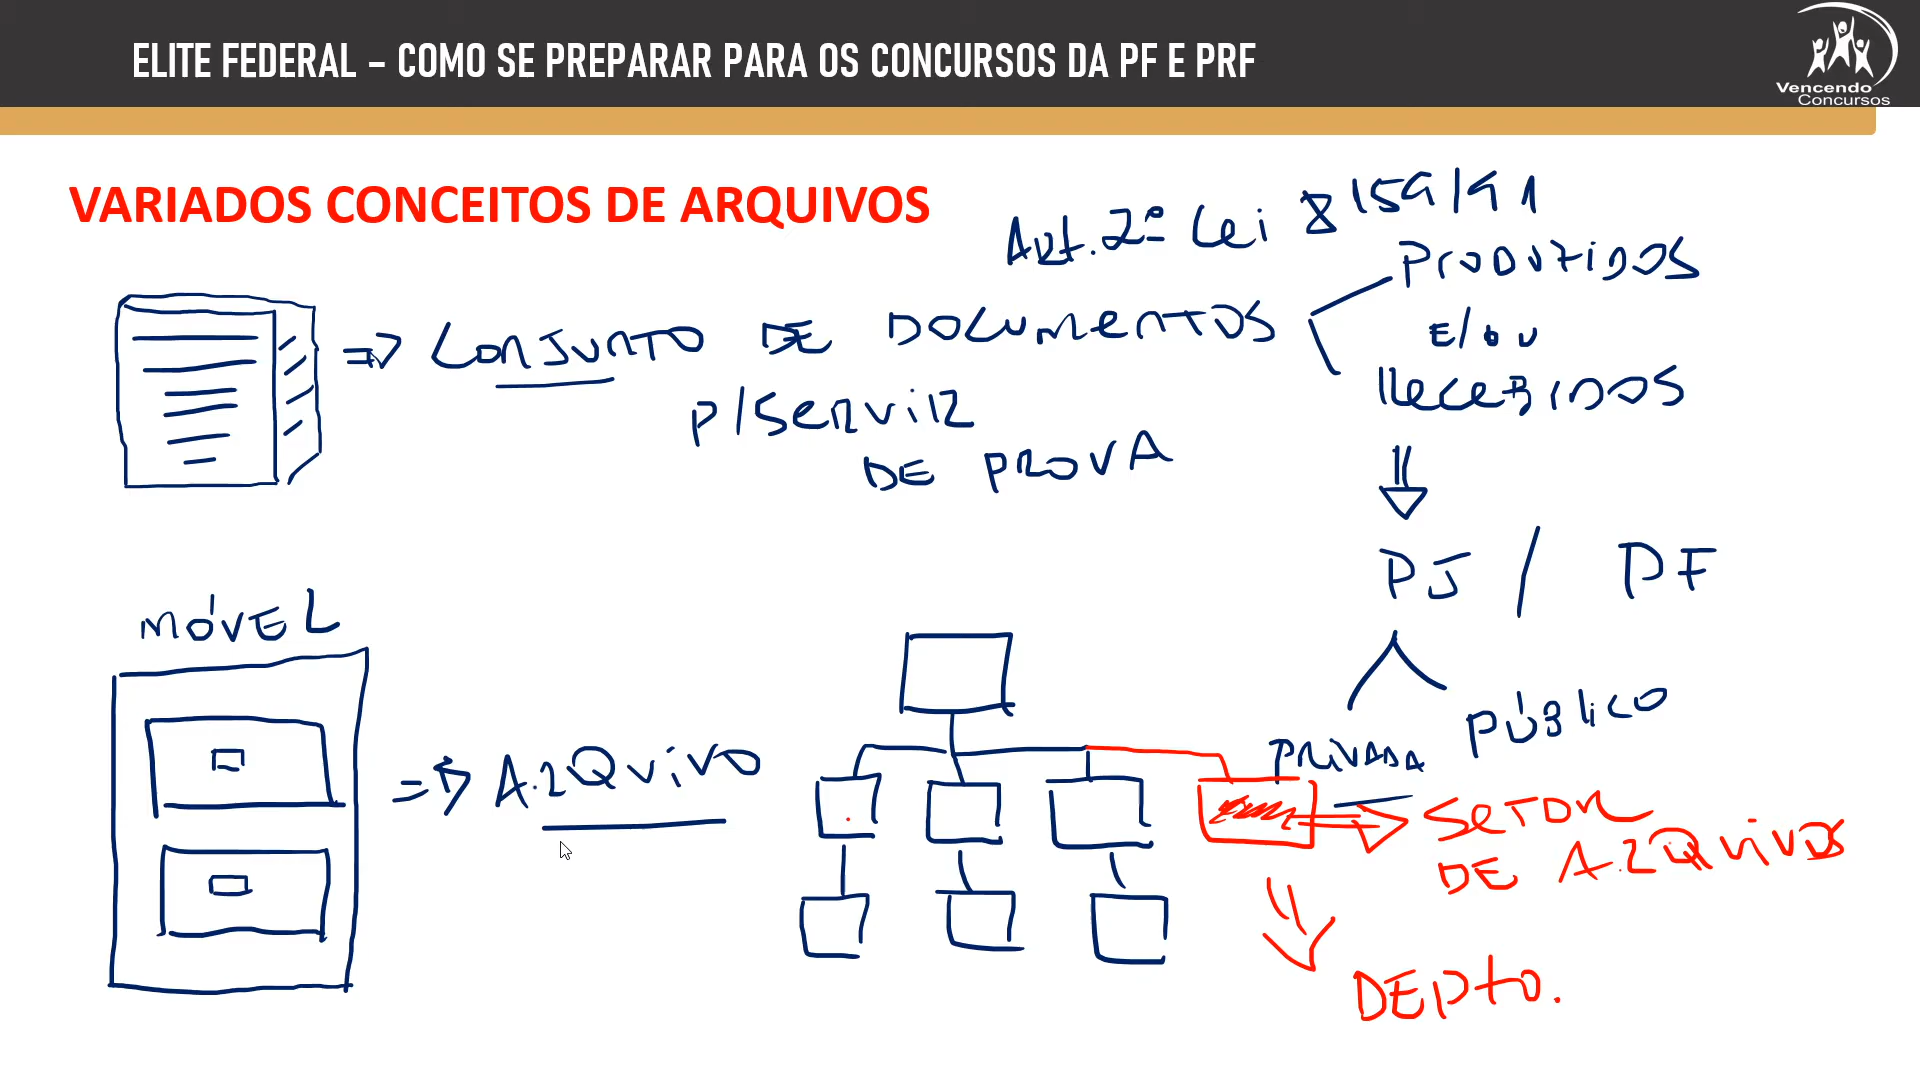 ELITE FEDERAL – COMO SE PREPARAR PARA OS CONCURSOS DA PF E PRF
Vencendo
Concursos
VARIADOS CONCEITOS DE ARQUIVOS
Art. 2º Lei 8159/91
CONJUNTO DE DOCUMENTOS
PRODUZIDOS
E/OU
RECEBIDOS
P/SERVIR
DE PROVA
PJ / PF
PRIVADA
PÚBLICO
MÓVEL
ARQUIVO
SETOR
DE ARQUIVOS
DEPTO.